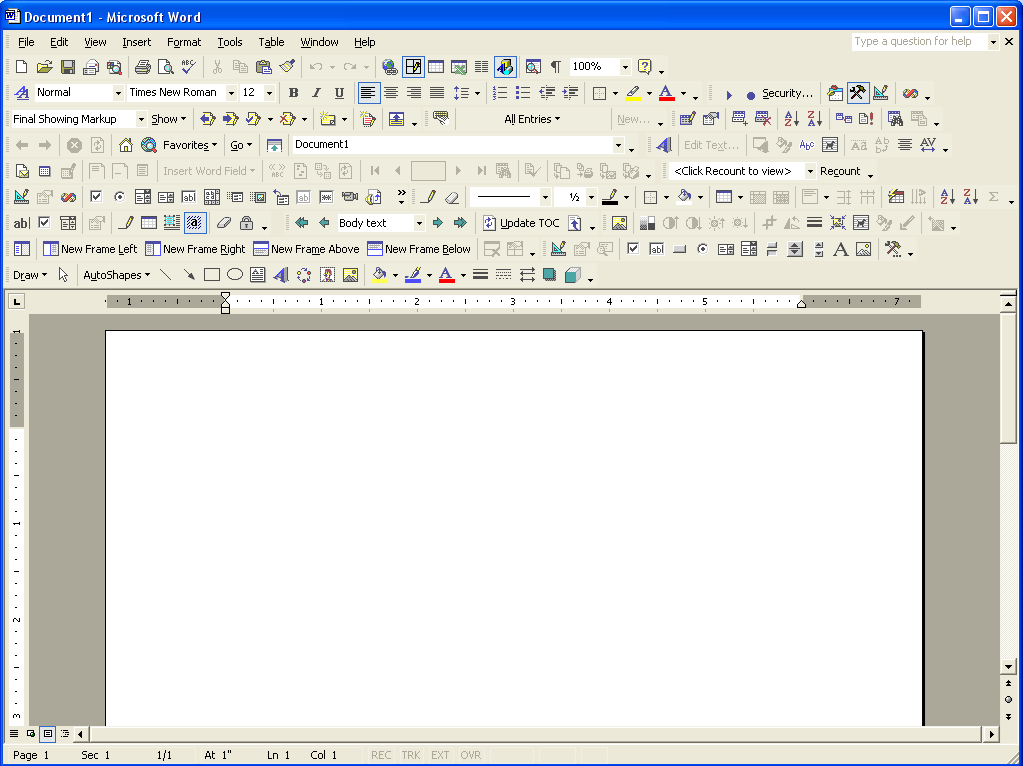 Document1 - Microsoft Word
File Edit View Insert Format Tools Table Window Help Type a question for help
100%
Normal Times New Roman 12 B I U Security...
Final Showing Markup Show All Entries New...
Favorites Go Document1 Edit Text...
Insert Word Field <Click Recount to view> Recount
½
ab| Body text Update TOC
New Frame Left New Frame Right New Frame Above New Frame Below
Draw AutoShapes
1 1 2 3 4 5 7
1
1
2
3
Page 1 Sec 1 1/1 At 1" Ln 1 Col 1 REC TRK EXT OVR